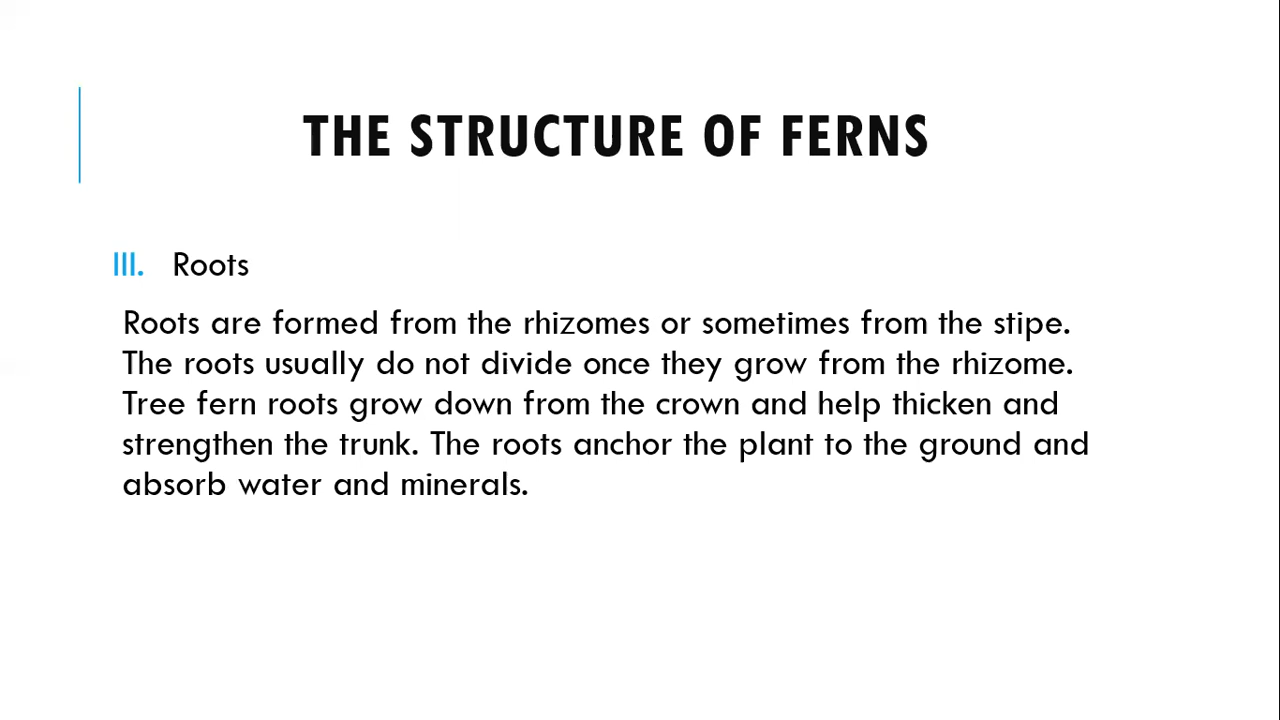 THE STRUCTURE OF FERNS
III. Roots
Roots are formed from the rhizomes or sometimes from the stipe.
The roots usually do not divide once they grow from the rhizome.
Tree fern roots grow down from the crown and help thicken and
strengthen the trunk. The roots anchor the plant to the ground and
absorb water and minerals.